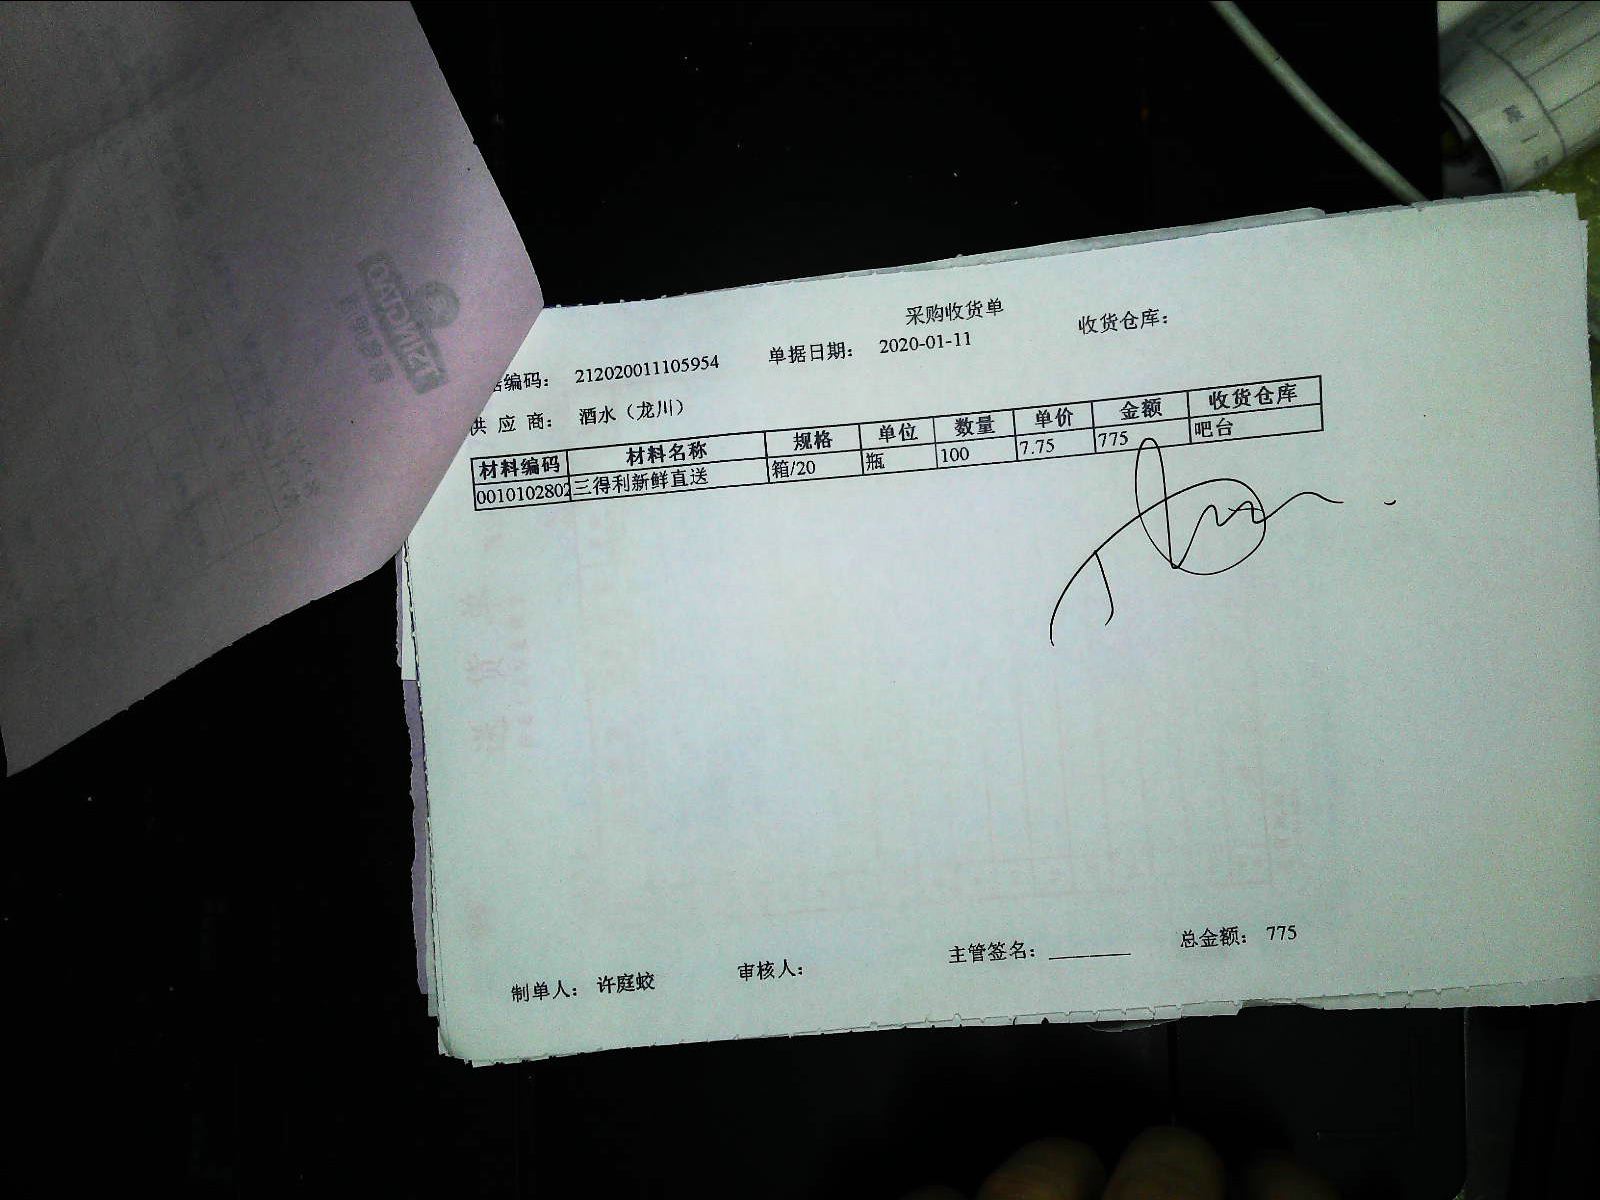 采购收货单
编码： 212020011105954 单据日期： 2020-01-11 收货仓库：
供 应 商： 酒水（龙川）
材料编码 材料名称 规格 单位 数量 单价 金额 收货仓库
0010102802 三得利新鲜直送 箱/20 瓶 100 7.75 775 吧台
制单人： 许庭蛟 审核人： 主管签名： 总金额： 775